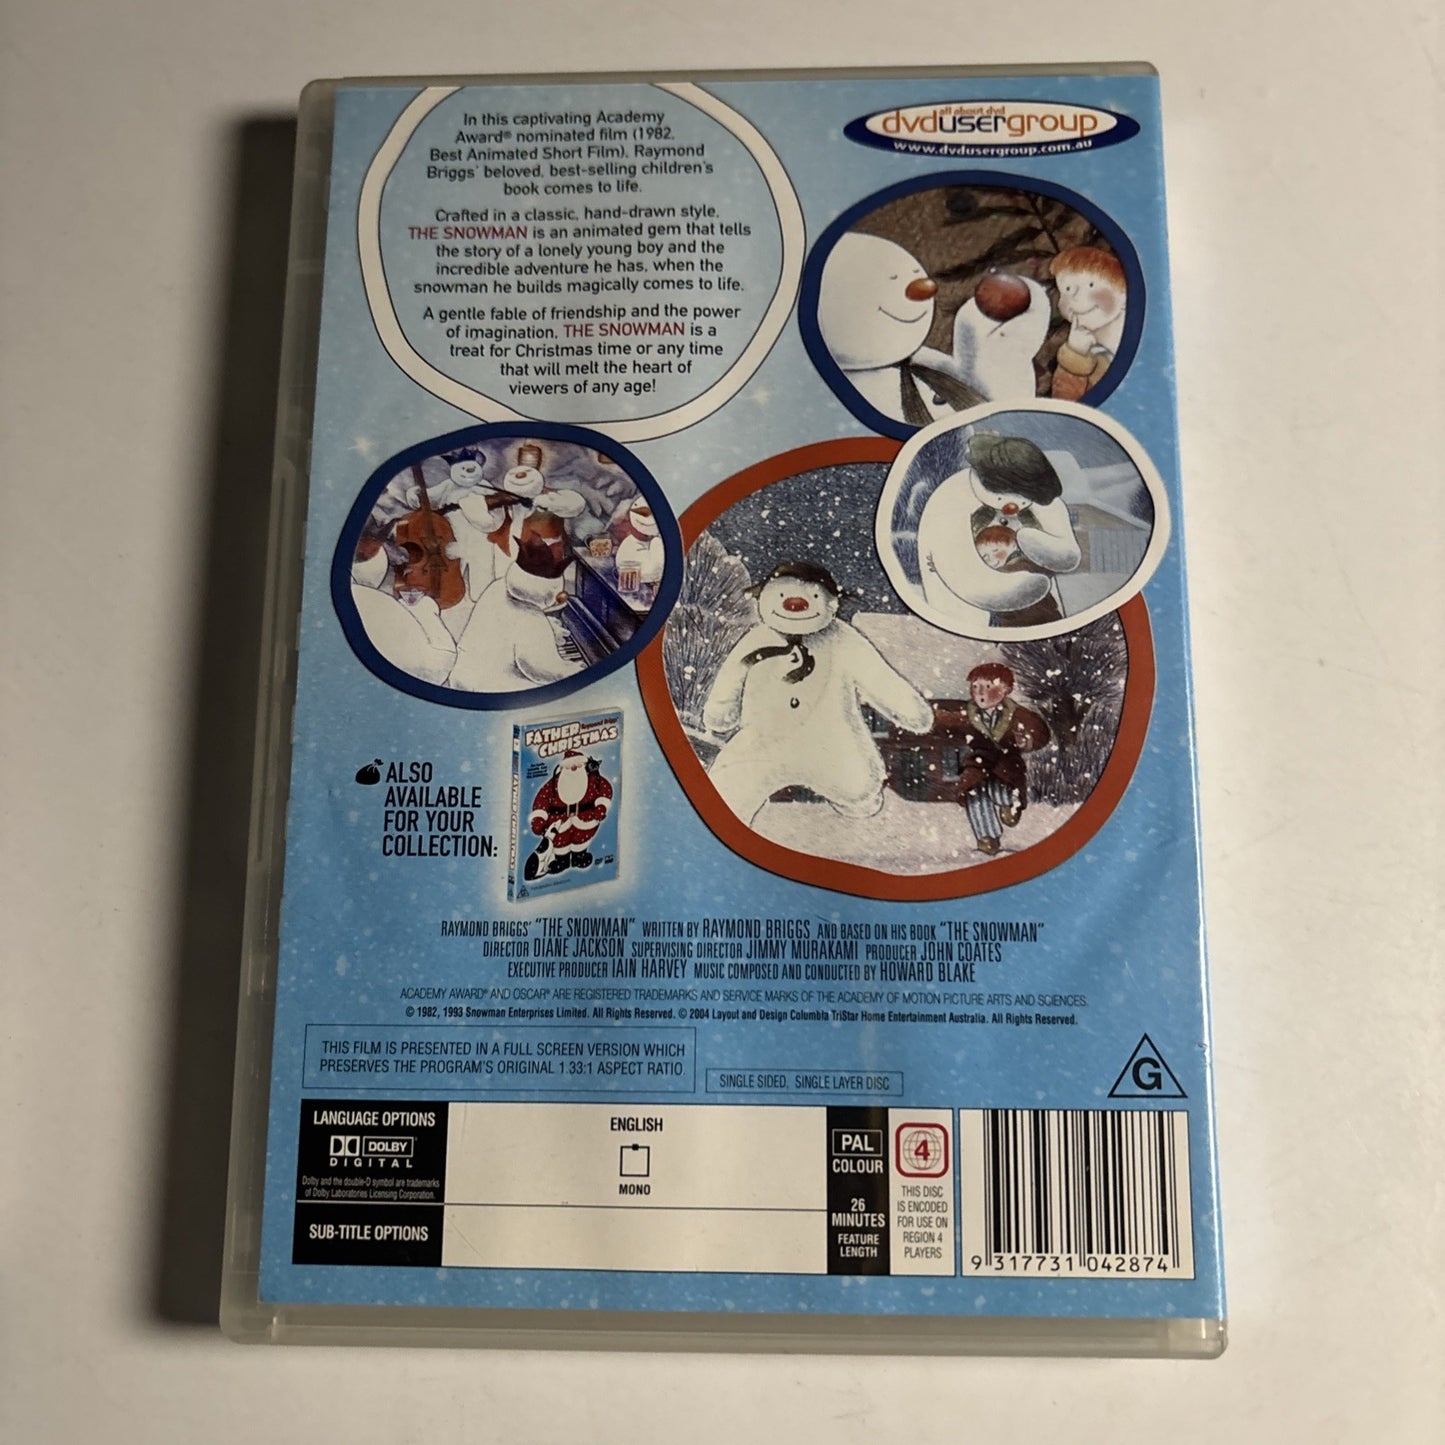 In this captivating Academy
Award® nominated film (1982,
Best Animated Short Film), Raymond
Briggs' beloved, best-selling children's
book comes to life.
Crafted in a classic, hand-drawn style,
THE SNOWMAN is an animated gem that tells
the story of a lonely young boy and the
incredible adventure he has, when the
snowman he builds magically comes to life.
A gentle fable of friendship and the power
of imagination, THE SNOWMAN is a
treat for Christmas time or any time
that will melt the heart of
viewers of any age!
all about dvd
dvdusergroup
www.dvdusergroup.com.au
ALSO
AVAILABLE
FOR YOUR
COLLECTION:
Raymond Briggs'
FATHER
CHRISTMAS
FATHER CHRISTMAS
RAYMOND BRIGGS' "THE SNOWMAN" WRITTEN BY RAYMOND BRIGGS AND BASED ON HIS BOOK "THE SNOWMAN"
DIRECTOR DIANE JACKSON SUPERVISING DIRECTOR JIMMY MURAKAMI PRODUCER JOHN COATES
EXECUTIVE PRODUCER IAIN HARVEY MUSIC COMPOSED AND CONDUCTED BY HOWARD BLAKE
ACADEMY AWARD® AND OSCAR® ARE REGISTERED TRADEMARKS AND SERVICE MARKS OF THE ACADEMY OF MOTION PICTURE ARTS AND SCIENCES.
© 1982, 1993 Snowman Enterprises Limited. All Rights Reserved. © 2004 Layout and Design Columbia TriStar Home Entertainment Australia. All Rights Reserved.
THIS FILM IS PRESENTED IN A FULL SCREEN VERSION WHICH
PRESERVES THE PROGRAM'S ORIGINAL 1.33:1 ASPECT RATIO.
SINGLE SIDED, SINGLE LAYER DISC
G
LANGUAGE OPTIONS
DOLBY
DIGITAL
Dolby and the double-D symbol are trademarks
of Dolby Laboratories Licensing Corporation.
ENGLISH
MONO
SUB-TITLE OPTIONS
PAL
COLOUR
26
MINUTES
FEATURE
LENGTH
4
THIS DISC
IS ENCODED
FOR USE ON
REGION 4
PLAYERS
9 317731 042874